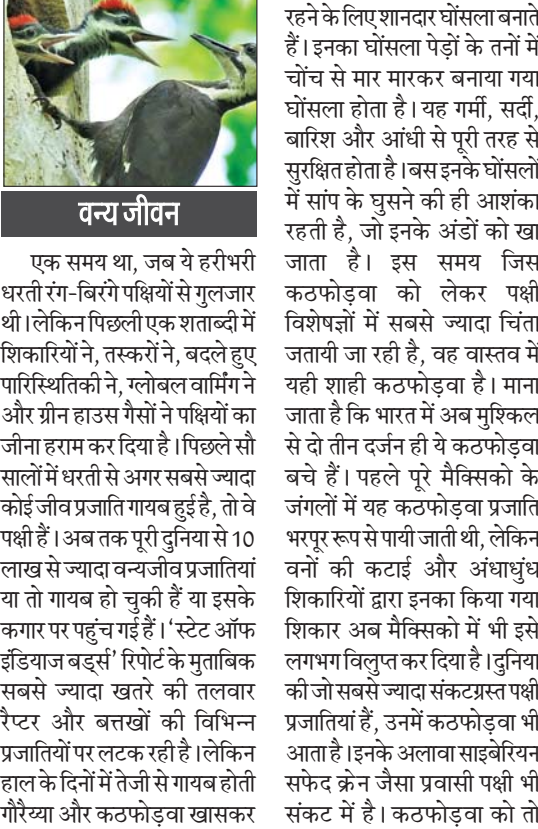 वन्य जीवन
एक समय था, जब ये हरीभरी
धरती रंग-बिरंगे पक्षियों से गुलजार
थी। लेकिन पिछली एक शताब्दी में
शिकारियों ने, तस्करों ने, बदले हुए
पारिस्थितिकी ने, ग्लोबल वार्मिंग ने
और ग्रीन हाउस गैसों ने पक्षियों का
जीना हराम कर दिया है। पिछले सौ
सालों में धरती से अगर सबसे ज्यादा
कोई जीव प्रजाति गायब हुई है, तो वे
पक्षी हैं। अब तक पूरी दुनिया से 10
लाख से ज्यादा वन्यजीव प्रजातियां
या तो गायब हो चुकी हैं या इसके
कगार पर पहुंच गई हैं। ‘स्टेट ऑफ
इंडियाज बर्ड्स’ रिपोर्ट के मुताबिक
सबसे ज्यादा खतरे की तलवार
रैप्टर और बत्तखों की विभिन्न
प्रजातियों पर लटक रही है। लेकिन
हाल के दिनों में तेजी से गायब होती
गौरैय्या और कठफोड़वा खासकर
रहने के लिए शानदार घोंसला बनाते
हैं। इनका घोंसला पेड़ों के तनों में
चोंच से मार मारकर बनाया गया
घोंसला होता है। यह गर्मी, सर्दी,
बारिश और आंधी से पूरी तरह से
सुरक्षित होता है। बस इनके घोंसलों
में सांप के घुसने की ही आशंका
रहती है, जो इनके अंडों को खा
जाता है। इस समय जिस
कठफोड़वा को लेकर पक्षी
विशेषज्ञों में सबसे ज्यादा चिंता
जतायी जा रही है, वह वास्तव में
यही शाही कठफोड़वा है। माना
जाता है कि भारत में अब मुश्किल
से दो तीन दर्जन ही ये कठफोड़वा
बचे हैं। पहले पूरे मैक्सिको के
जंगलों में यह कठफोड़वा प्रजाति
भरपूर रूप से पायी जाती थी, लेकिन
वनों की कटाई और अंधाधुंध
शिकारियों द्वारा इनका किया गया
शिकार अब मैक्सिको में भी इसे
लगभग विलुप्त कर दिया है। दुनिया
की जो सबसे ज्यादा संकटग्रस्त पक्षी
प्रजातियां हैं, उनमें कठफोड़वा भी
आता है। इनके अलावा साइबेरियन
सफेद क्रेन जैसा प्रवासी पक्षी भी
संकट में है। कठफोड़वा को तो